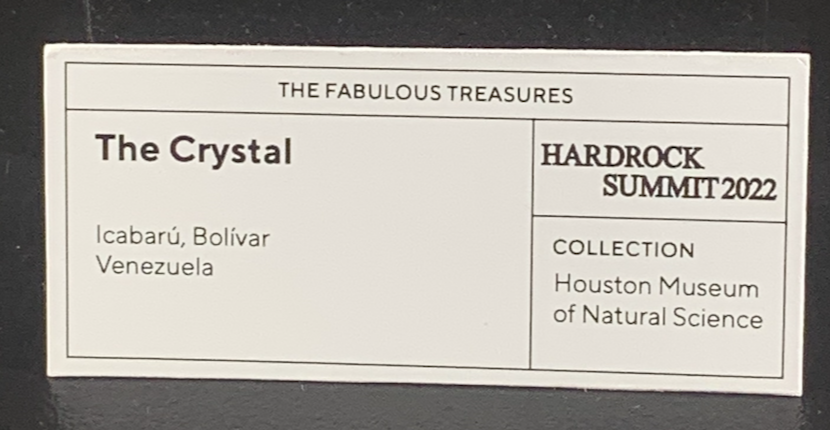 THE FABULOUS TREASURES
The Crystal
Icabarú, Bolívar
Venezuela
HARDROCK
SUMMIT 2022
COLLECTION
Houston Museum
of Natural Science